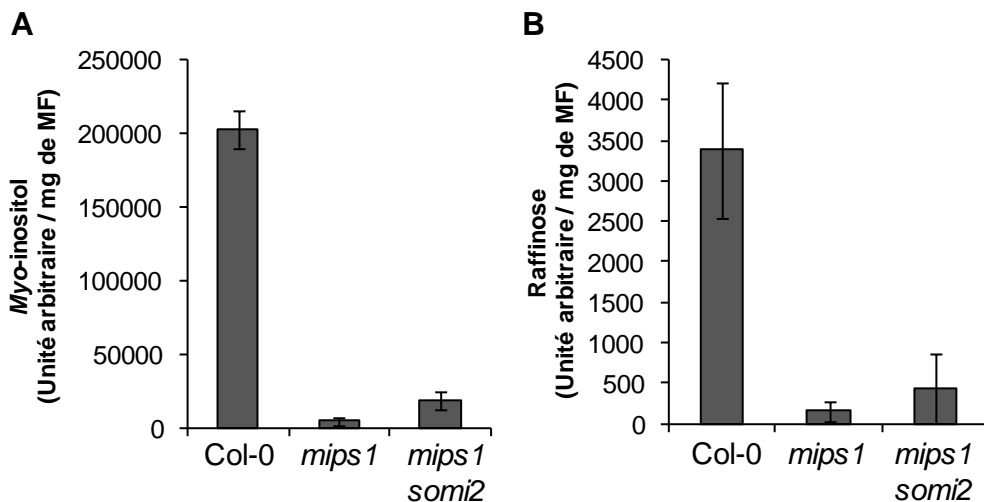 A
Myo-inositol
(Unité arbitraire / mg de MF)
250000
200000
150000
100000
50000
0
Col-0
mips1
mips1
somi2
B
Raffinose
(Unité arbitraire / mg de MF)
4500
4000
3500
3000
2500
2000
1500
1000
500
0
Col-0
mips1
mips1
somi2